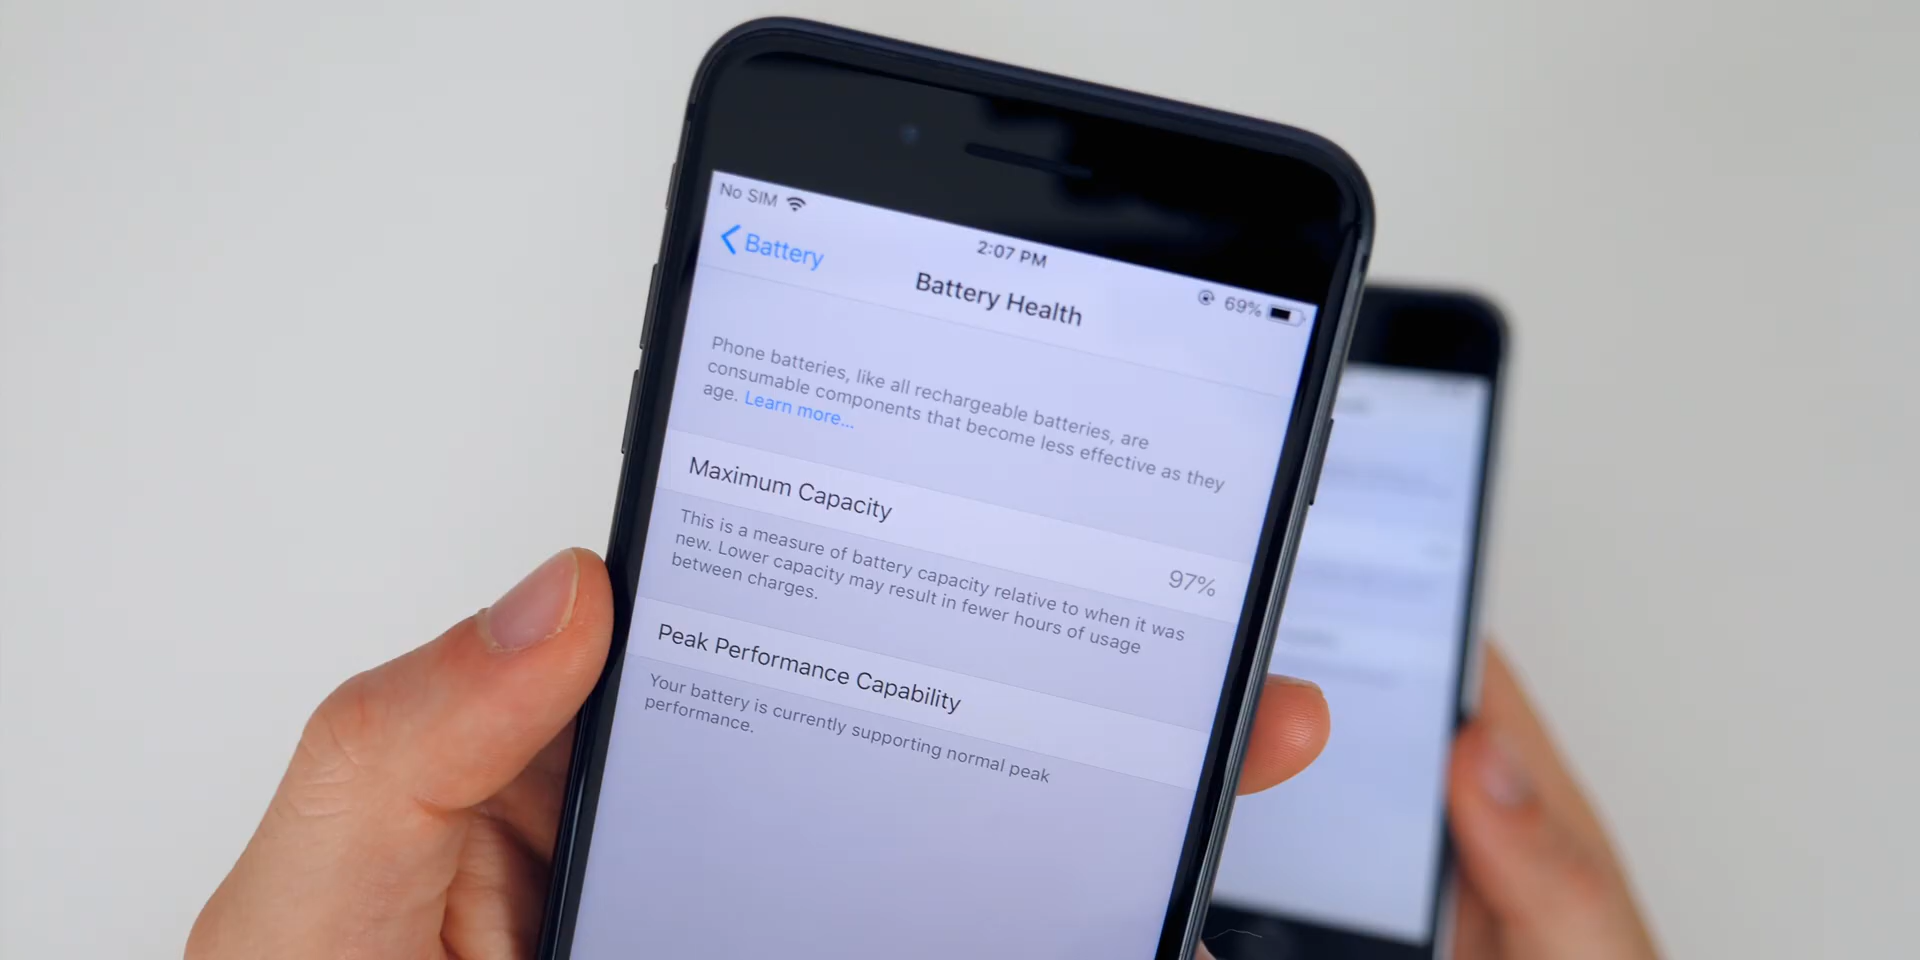 No SIM
2:07 PM
69%
Battery
Battery Health
Phone batteries, like all rechargeable batteries, are
consumable components that become less effective as they
age. Learn more...
Maximum Capacity
97%
This is a measure of battery capacity relative to when it was
new. Lower capacity may result in fewer hours of usage
between charges.
Peak Performance Capability
Your battery is currently supporting normal peak
performance.